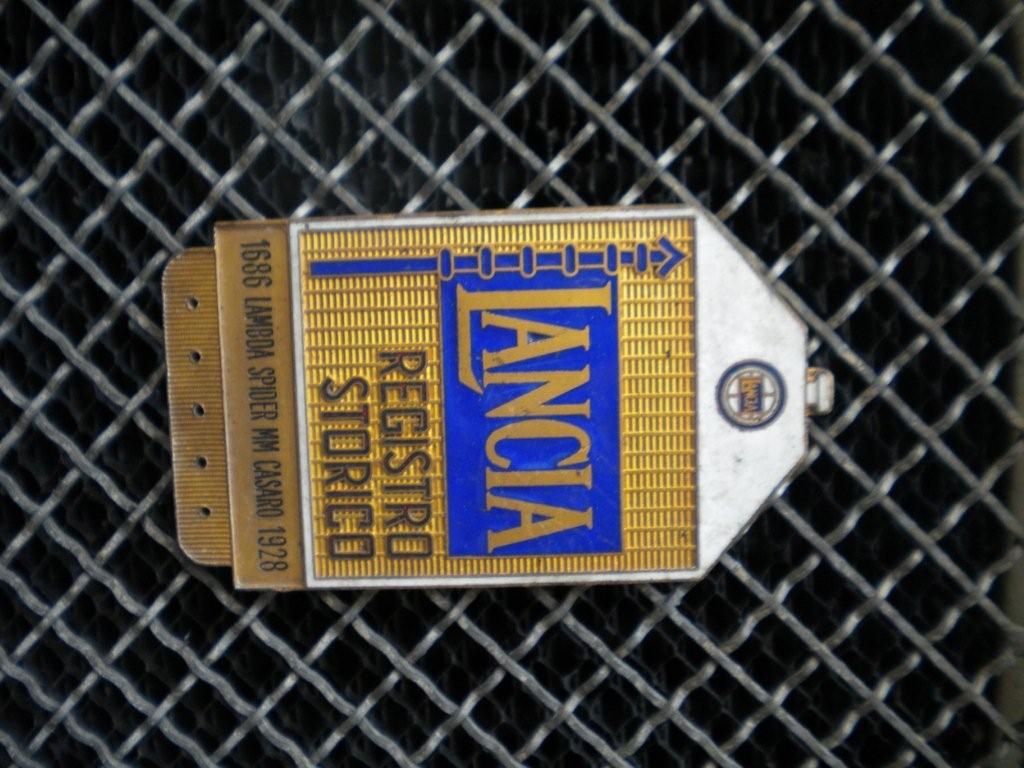 LANCIA
REGISTRO
STORICO
1686 LAMBDA SPIDER MM CASARO 1928